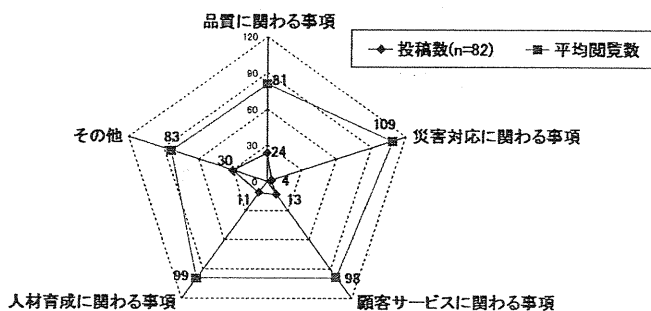 品質に関わる事項
120
投稿数(n=82) 平均閲覧数
90
81
60
109
その他
83
災害対応に関わる事項
30
30
24
0
4
11
13
99
98
人材育成に関わる事項
顧客サービスに関わる事項